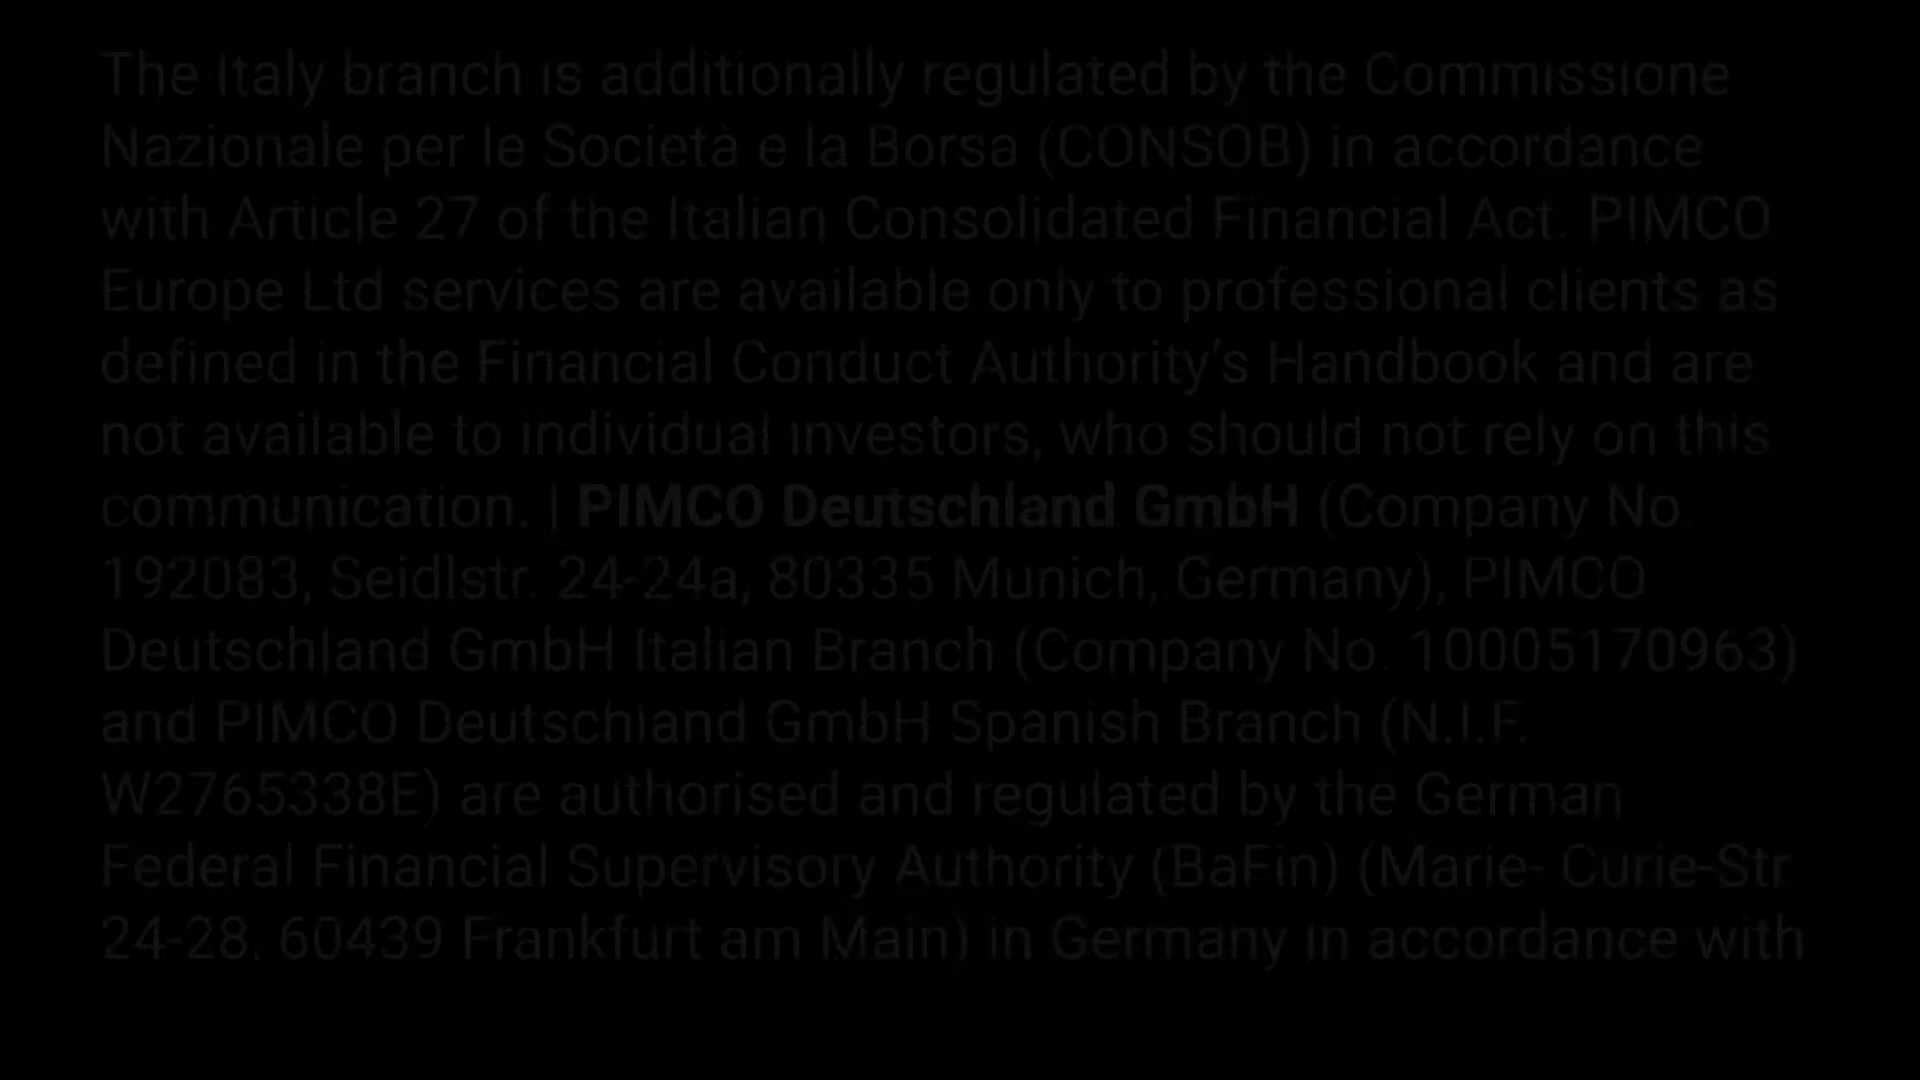 The Italy branch is additionally regulated by the Commissione
Nazionale per le Società e la Borsa (CONSOB) in accordance
with Article 27 of the Italian Consolidated Financial Act. PIMCO
Europe Ltd services are available only to professional clients as
defined in the Financial Conduct Authority’s Handbook and are
not available to individual investors, who should not rely on this
communication. | PIMCO Deutschland GmbH (Company No.
192083, Seidlstr. 24-24a, 80335 Munich, Germany), PIMCO
Deutschland GmbH Italian Branch (Company No. 10005170963)
and PIMCO Deutschland GmbH Spanish Branch (N.I.F.
W2765338E) are authorised and regulated by the German
Federal Financial Supervisory Authority (BaFin) (Marie- Curie-Str.
24-28, 60439 Frankfurt am Main) in Germany in accordance with